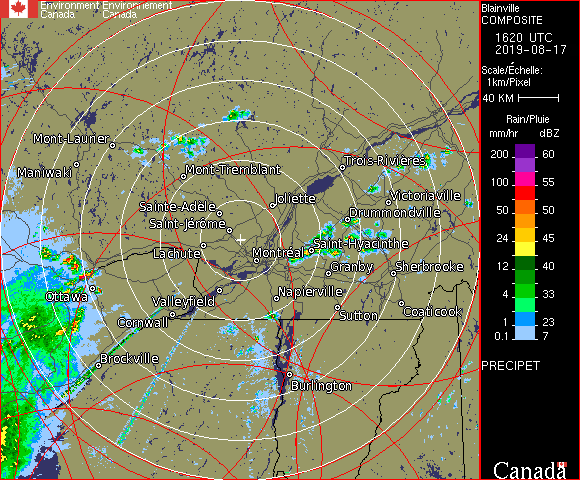 Environment Environnement
Canada Canada
Blainville
COMPOSITE
1620 UTC
2019-08-17
Scale/Échelle:
1km/Pixel
40 KM
Rain/Pluie
mm/hr dBZ
200 60
100 55
50 50
24 45
12 40
4 33
1 23
0.1 7
PRECIPET
Canada
Mont-Laurier
Maniwaki
Mont-Tremblant
Trois-Rivières
Joliette
Victoriaville
Sainte-Adèle
Drummondville
Saint-Jérôme
Saint-Hyacinthe
Lachute
Montréal
Granby
Sherbrooke
Ottawa
Valleyfield
Napierville
Coaticook
Cornwall
Sutton
Brockville
Burlington